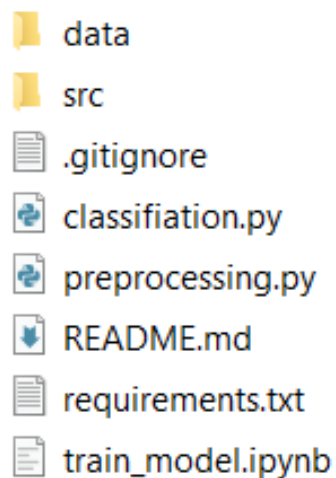 data
src
.gitignore
classifiation.py
preprocessing.py
README.md
requirements.txt
train_model.ipynb